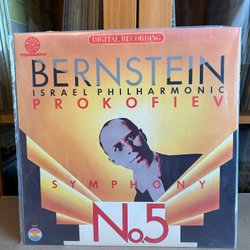 DIGITAL RECORDING
BERNSTEIN
ISRAEL PHILHARMONIC
PROKOFIEV
SYMPHONY
No.5